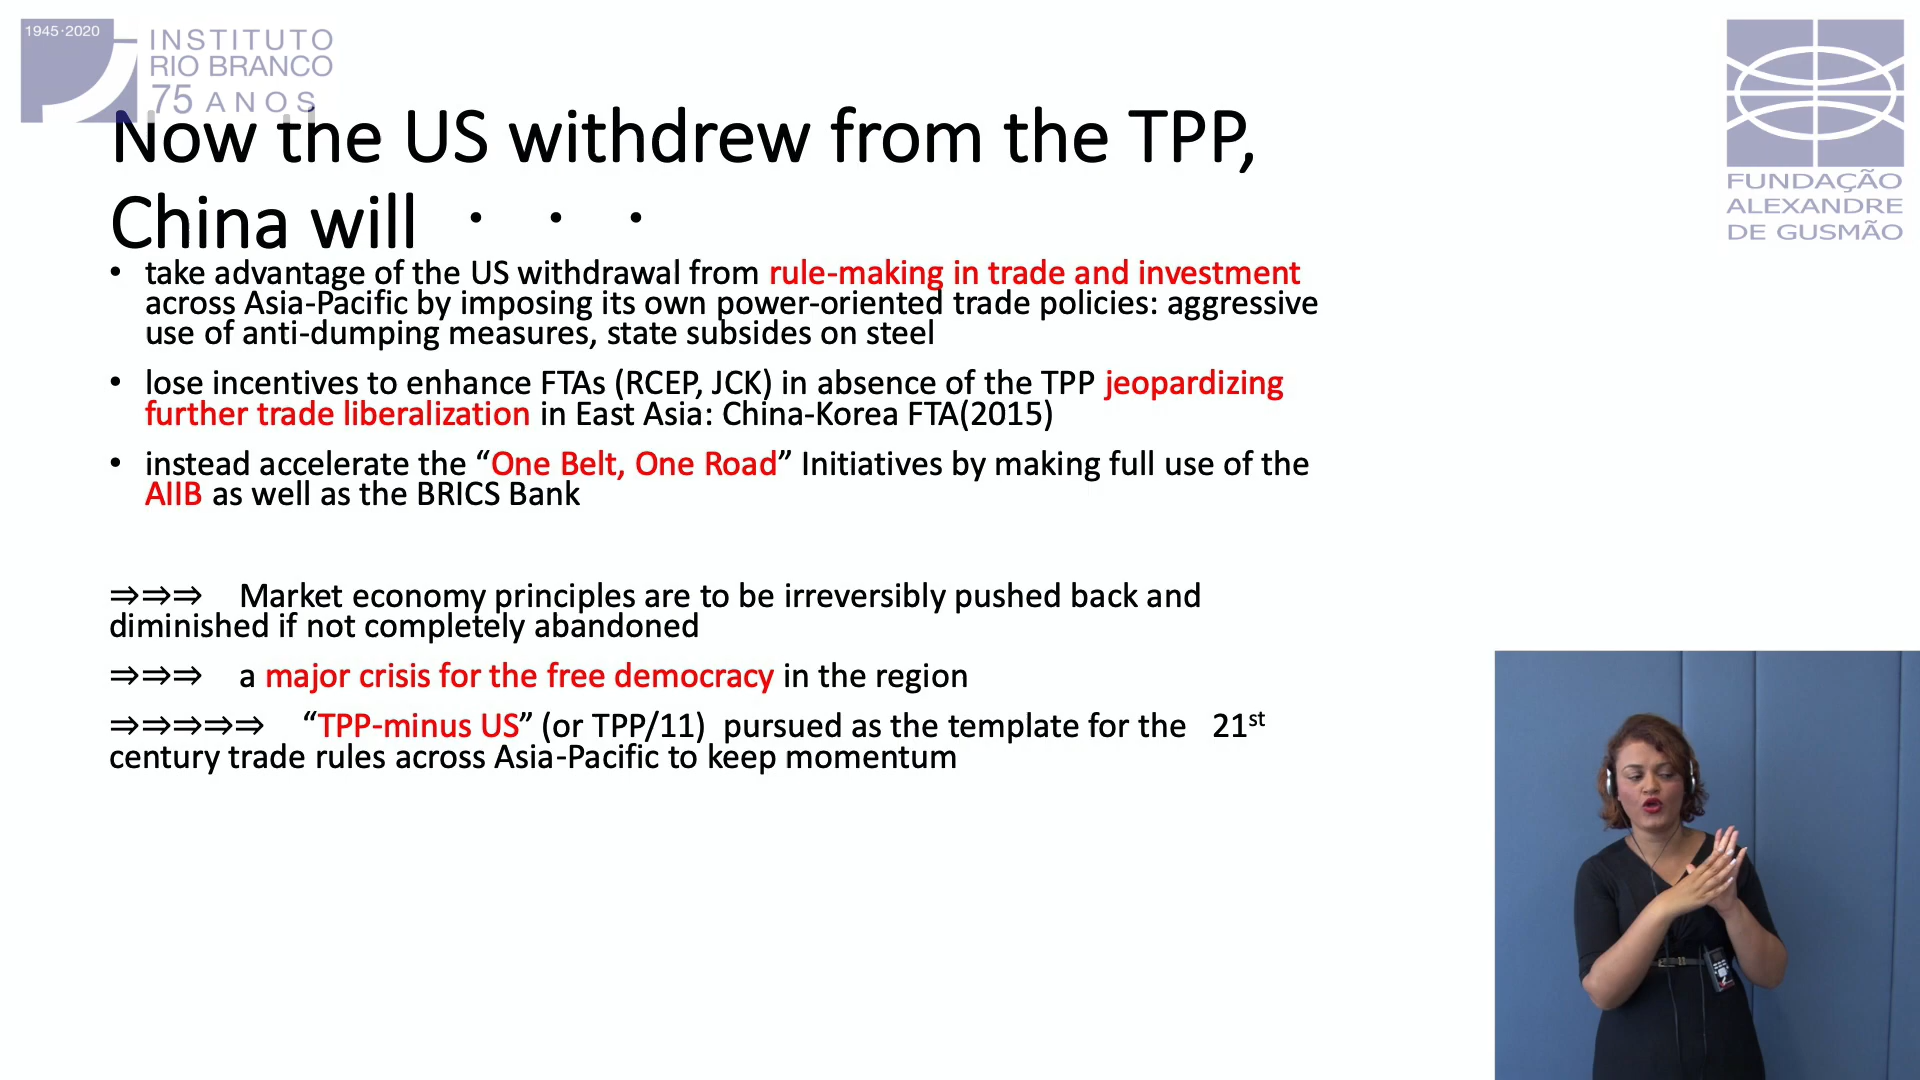 1945·2020
INSTITUTO
RIO BRANCO
75 ANOS
FUNDAÇÃO
ALEXANDRE
DE GUSMÃO
Now the US withdrew from the TPP,
China will ・・・
• take advantage of the US withdrawal from rule-making in trade and investment
across Asia-Pacific by imposing its own power-oriented trade policies: aggressive
use of anti-dumping measures, state subsides on steel
• lose incentives to enhance FTAs (RCEP, JCK) in absence of the TPP jeopardizing
further trade liberalization in East Asia: China-Korea FTA(2015)
• instead accelerate the “One Belt, One Road” Initiatives by making full use of the
AIIB as well as the BRICS Bank
⇒⇒⇒ Market economy principles are to be irreversibly pushed back and
diminished if not completely abandoned
⇒⇒⇒ a major crisis for the free democracy in the region
⇒⇒⇒⇒⇒ “TPP-minus US” (or TPP/11) pursued as the template for the 21st
century trade rules across Asia-Pacific to keep momentum